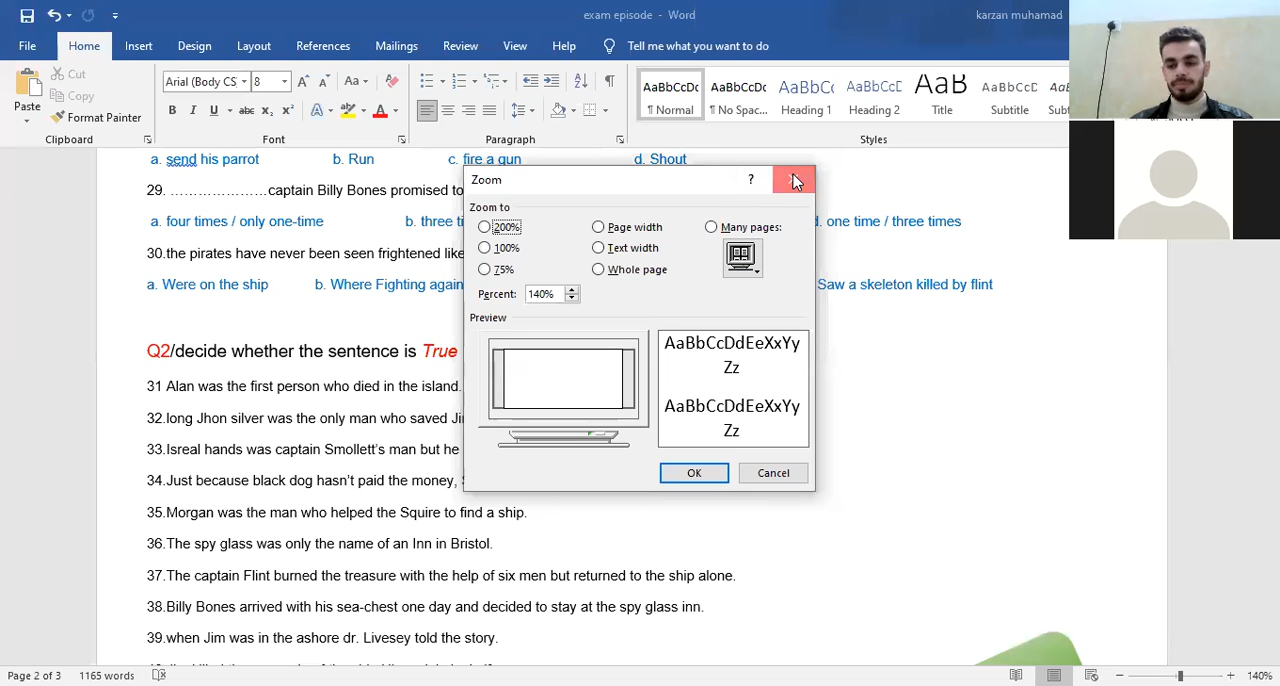 exam episode - Word
karzan muhamad
File Home Insert Design Layout References Mailings Review View Help Tell me what you want to do
Paste
Cut
Copy
Format Painter
Clipboard
Arial (Body CS) 8
Aa
B I U abc x₂ x² A A
Font
Paragraph
AaBbCcDc AaBbCcDc AaBbCc AaBbCcD AaB AaBbCcD
¶ Normal ¶ No Spac... Heading 1 Heading 2 Title Subtitle
Styles
a. send his parrot b. Run c. fire a gun d. Shout
29. …………………captain Billy Bones promised to
a. four times / only one-time b. three d. one time / three times
30.the pirates have never been seen frightened like
a. Were on the ship b. Where Fighting again Saw a skeleton killed by flint
Q2/decide whether the sentence is True
31 Alan was the first person who died in the island.
32.long Jhon silver was the only man who saved
33.Isreal hands was captain Smollett's man but he
34.Just because black dog hasn't paid the money,
35.Morgan was the man who helped the Squire to find a ship.
36.The spy glass was only the name of an Inn in Bristol.
37.The captain Flint burned the treasure with the help of six men but returned to the ship alone.
38.Billy Bones arrived with his sea-chest one day and decided to stay at the spy glass inn.
39.when Jim was in the ashore dr. Livesey told the story.
Zoom ?
Zoom to
200% Page width Many pages:
100% Text width
75% Whole page
Percent: 140%
Preview
AaBbCcDdEeXxYy
Zz
AaBbCcDdEeXxYy
Zz
OK Cancel
Page 2 of 3 1165 words 140%